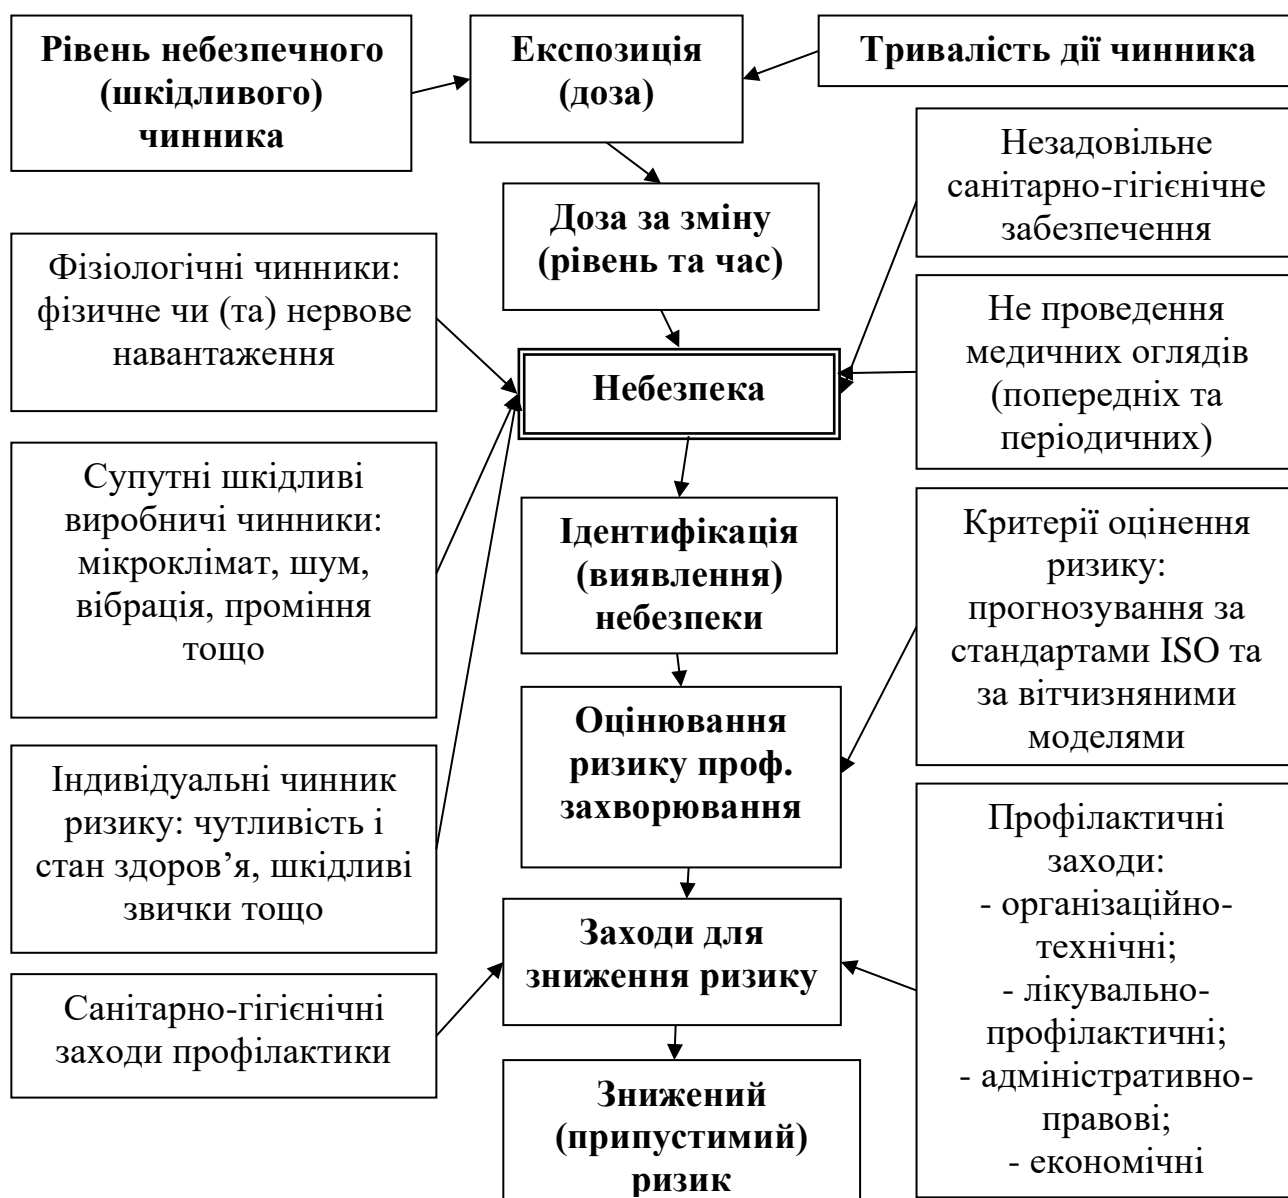 Рівень небезпечного
(шкідливого)
чинника
Експозиція
(доза)
Тривалість дії чинника
Незадовільне
санітарно-гігієнічне
забезпечення
Доза за зміну
(рівень та час)
Фізіологічні чинники:
фізичне чи (та) нервове
навантаження
Не проведення
медичних оглядів
(попередніх та
періодичних)
Небезпека
Супутні шкідливі
виробничі чинники:
мікроклімат, шум,
вібрація, проміння
тощо
Ідентифікація
(виявлення)
небезпеки
Критерії оцінення
ризику:
прогнозування за
стандартами ISO та
за вітчизняними
моделями
Оцінювання
ризику проф.
захворювання
Індивідуальні чинник
ризику: чутливість і
стан здоров’я, шкідливі
звички тощо
Профілактичні
заходи:
- організаційно-
технічні;
- лікувально-
профілактичні;
- адміністративно-
правові;
- економічні
Заходи для
зниження ризику
Санітарно-гігієнічні
заходи профілактики
Знижений
(припустимий)
ризик